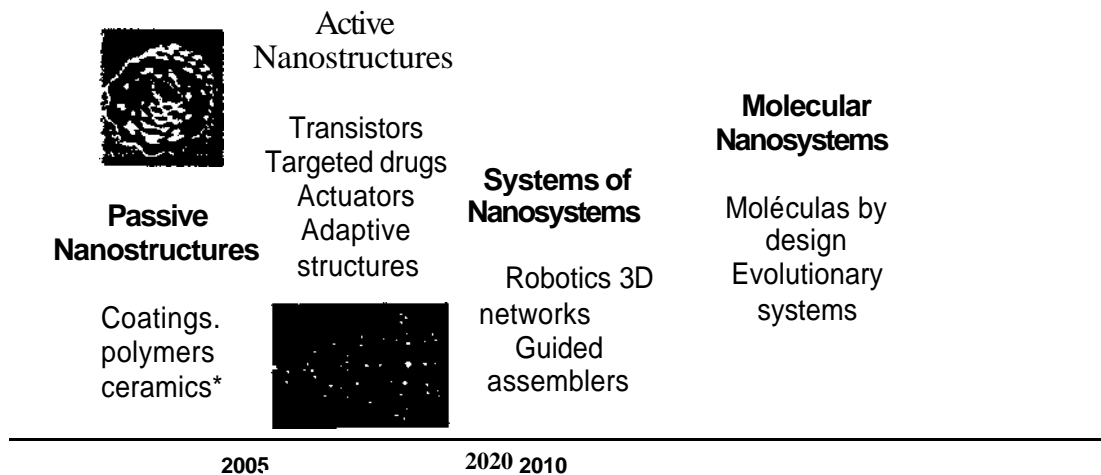 Active
Nanostructures
Transistors
Targeted drugs
Actuators
Adaptive
structures
Passive
Nanostructures
Coatings.
polymers
ceramics*
Systems of
Nanosystems
Robotics 3D
networks
Guided
assemblers
Molecular
Nanosystems
Moléculas by
design
Evolutionary
systems
2005 2020 2010